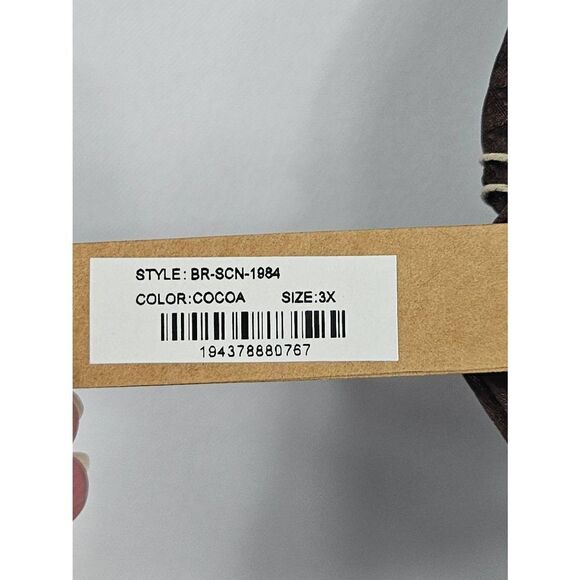 STYLE: BR-SCN-1984
COLOR:COCOA SIZE:3X
194378880767